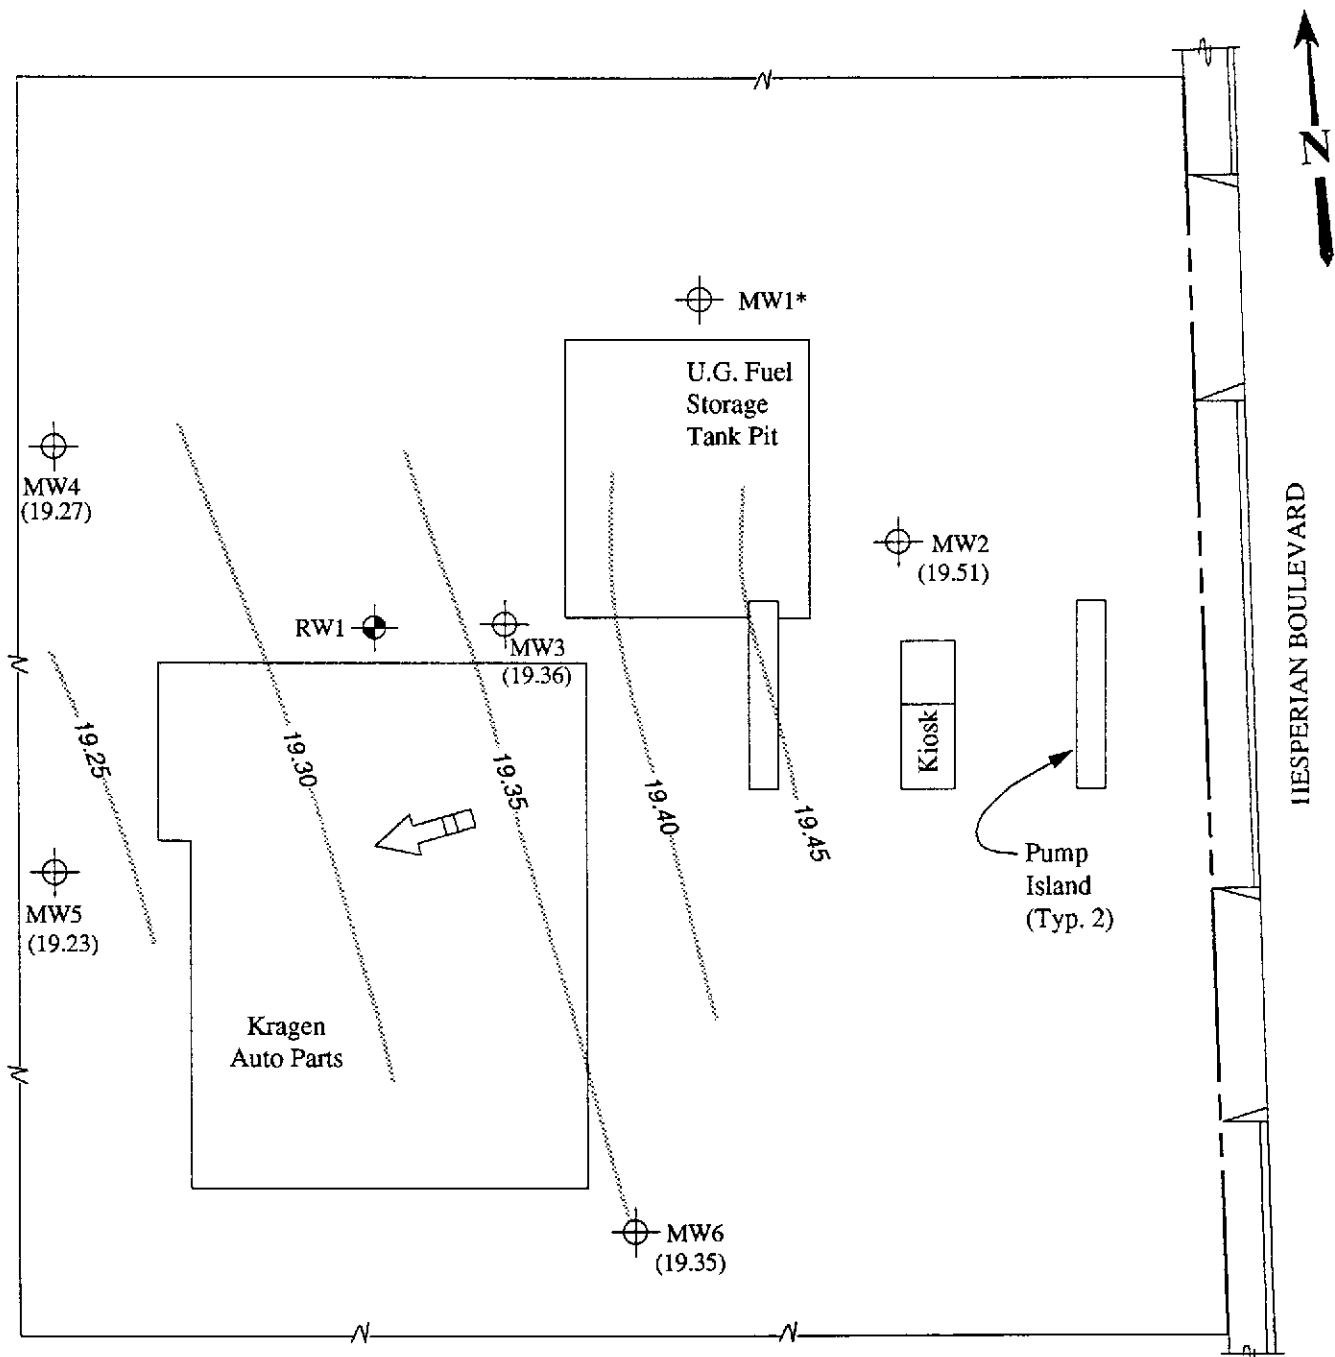 N
MW1*
U.G. Fuel
Storage
Tank Pit
MW4
(19.27)
MW2
(19.51)
HESPERIAN BOULEVARD
RW1
MW3
(19.36)
19.25
19.30
19.35
19.40
19.45
Kiosk
Pump
Island
(Typ. 2)
MW5
(19.23)
Kragen
Auto Parts
MW6
(19.35)